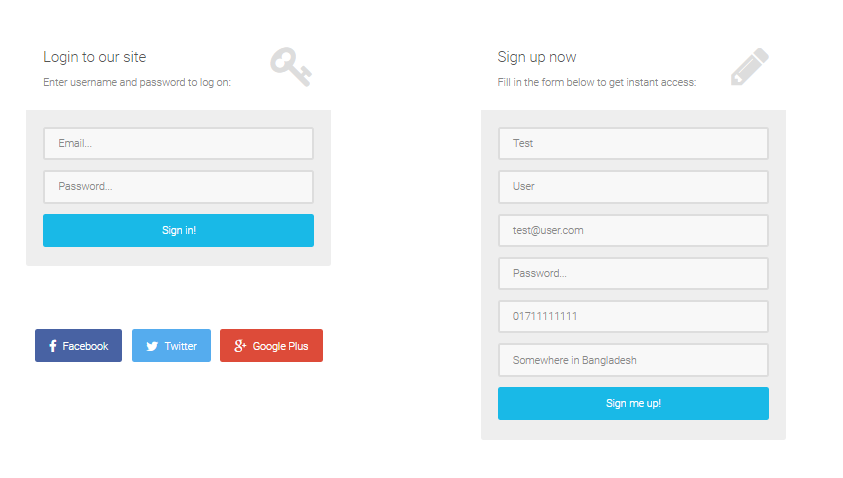 Login to our site
Enter username and password to log on:
Email...
Password...
Sign in!
Facebook
Twitter
Google Plus
Sign up now
Fill in the form below to get instant access:
Test
User
test@user.com
Password...
01711111111
Somewhere in Bangladesh
Sign me up!